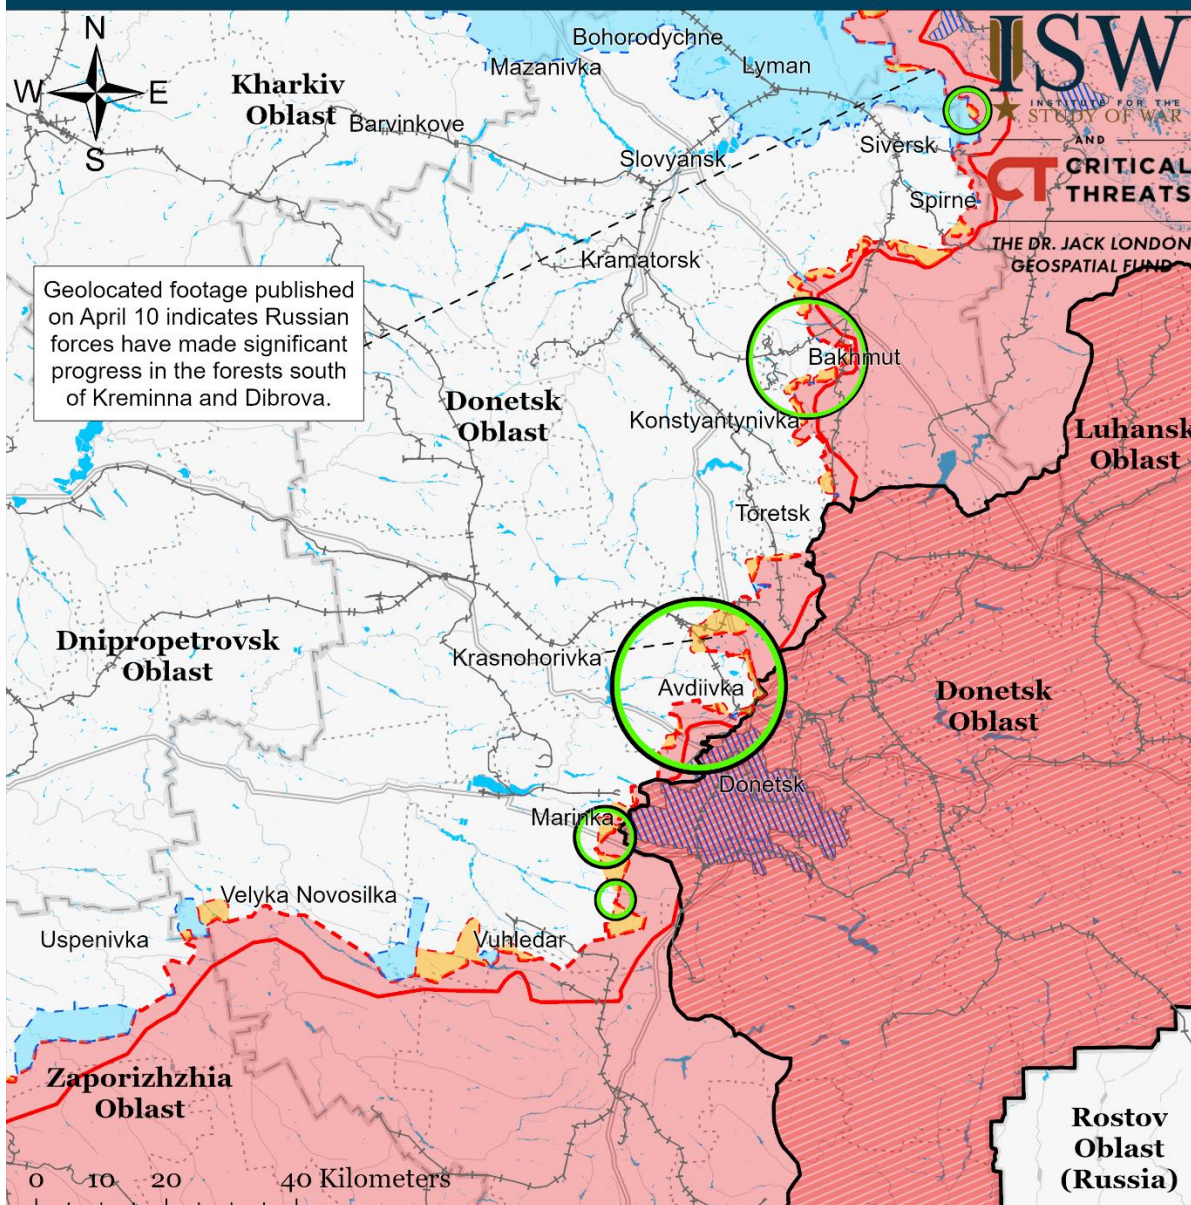 N
W
E
S
Kharkiv
Oblast
Bohorodychne
Mazanivka
Lyman
Barvinkove
Slovyansk
Siversk
Spirne
Kramatorsk
ISW
INSTITUTE FOR THE
STUDY OF WAR
AND
CT CRITICAL
THREATS
THE DR. JACK LONDON
GEOSPATIAL FUND
Geolocated footage published
on April 10 indicates Russian
forces have made significant
progress in the forests south
of Kreminna and Dibrova.
Bakhmut
Donetsk
Oblast
Konstyantynivka
Luhansk
Oblast
Toretsk
Dnipropetrovsk
Oblast
Krasnohorivka
Avdiivka
Donetsk
Oblast
Donetsk
Marinka
Velyka Novosilka
Uspenivka
Vuhledar
Zaporizhzhia
Oblast
Rostov
Oblast
(Russia)
0 10 20 40 Kilometers